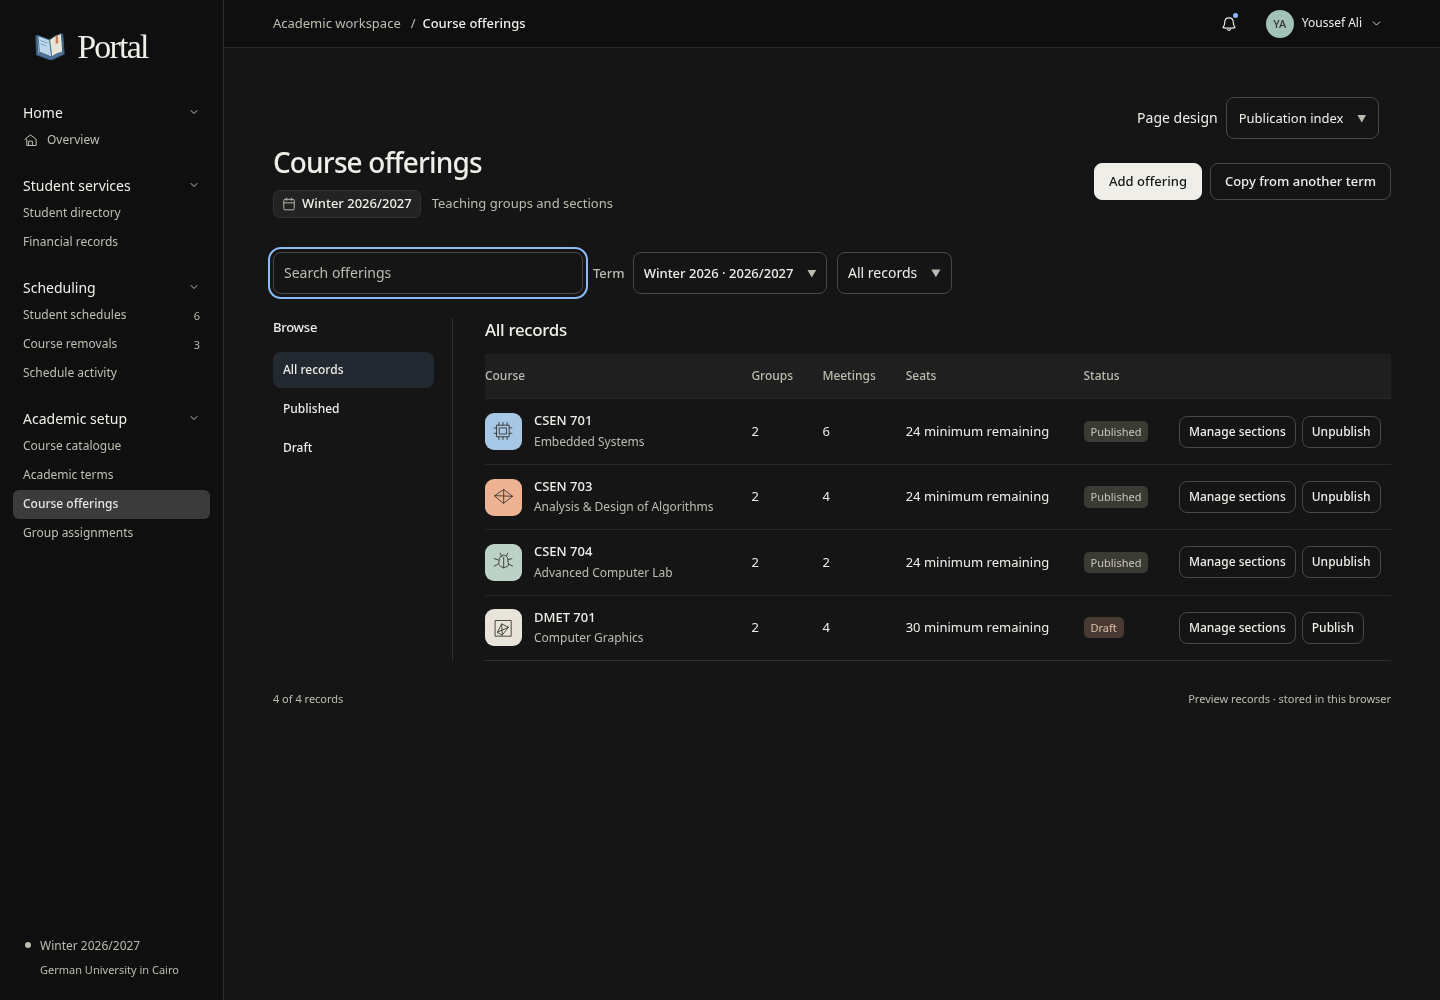 Portal
Home
Overview
Student services
Student directory
Financial records
Scheduling
Student schedules 6
Course removals 3
Schedule activity
Academic setup
Course catalogue
Academic terms
Course offerings
Group assignments
Winter 2026/2027
German University in Cairo
Academic workspace / Course offerings
YA Youssef Ali
Page design Publication index
Course offerings
Add offering Copy from another term
Winter 2026/2027 Teaching groups and sections
Search offerings Term Winter 2026 · 2026/2027 All records
Browse
All records
Published
Draft
All records
Course Groups Meetings Seats Status
CSEN 701
Embedded Systems
2 6 24 minimum remaining Published Manage sections Unpublish
CSEN 703
Analysis & Design of Algorithms
2 4 24 minimum remaining Published Manage sections Unpublish
CSEN 704
Advanced Computer Lab
2 2 24 minimum remaining Published Manage sections Unpublish
DMET 701
Computer Graphics
2 4 30 minimum remaining Draft Manage sections Publish
4 of 4 records
Preview records · stored in this browser